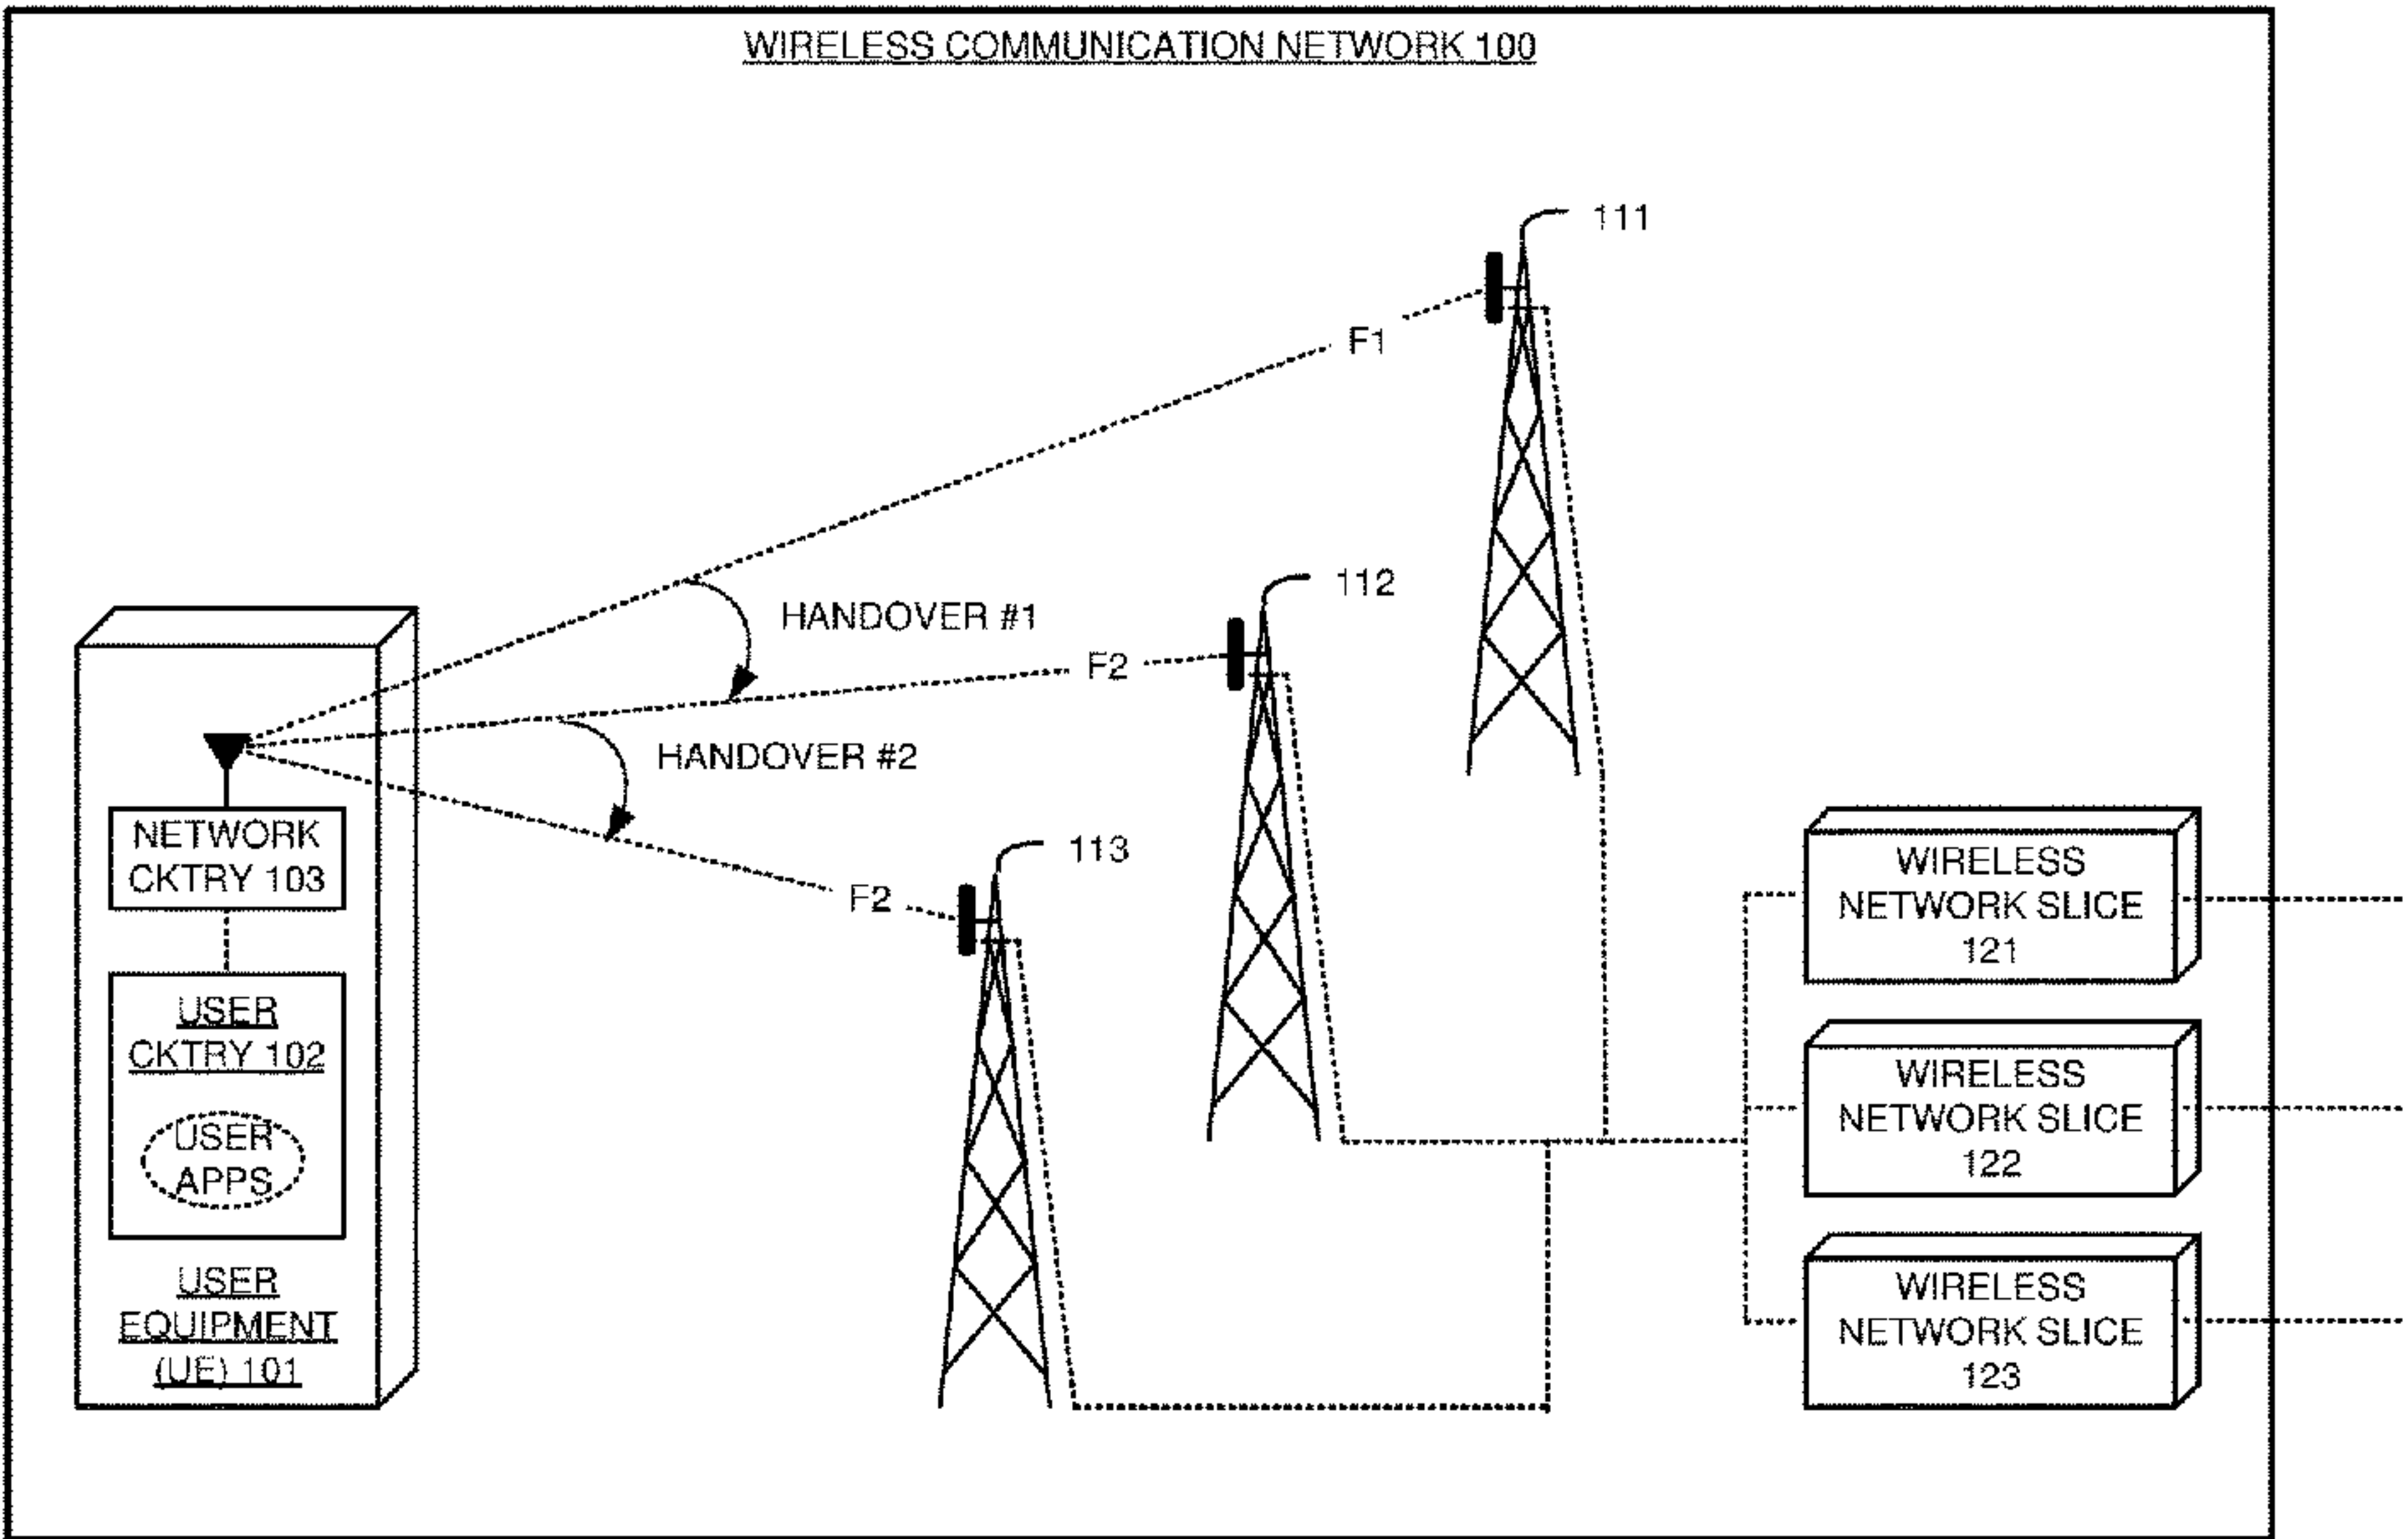 WIRELESS COMMUNICATION NETWORK 100
111
F1
112
HANDOVER #1
F2
HANDOVER #2
113
F2
NETWORK
CKTRY 103
USER
CKTRY 102
USER
APPS
USER
EQUIPMENT
(UE) 101
WIRELESS
NETWORK SLICE
121
WIRELESS
NETWORK SLICE
122
WIRELESS
NETWORK SLICE
123